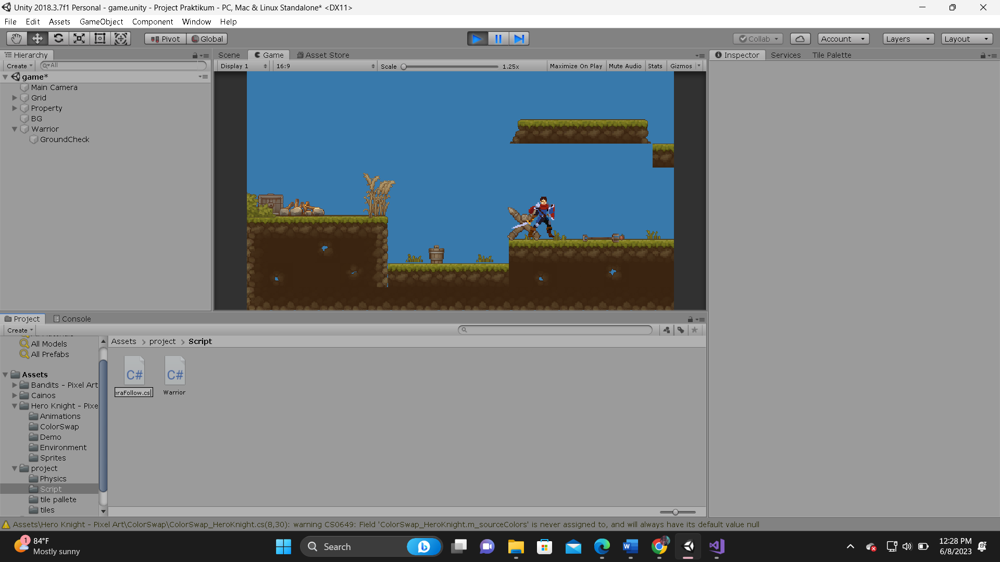 Unity 2018.3.7f1 Personal - game.unity - Project Praktikum - PC, Mac & Linux Standalone* <DX11>
File Edit Assets GameObject Component Window Help
Pivot Global Collab Account Layers Layout
Hierarchy
Create All
game*
Main Camera
Grid
Property
BG
Warrior
GroundCheck
Scene Game Asset Store
Display 1 16:9 Scale 1.25x Maximize On Play Mute Audio Stats Gizmos
Inspector Services Tile Palette
Project Console
Create
All Models
All Prefabs
Assets
Bandits - Pixel Art
Cainos
Hero Knight - Pixe
Animations
ColorSwap
Demo
Environment
Sprites
project
Physics
Script
tile pallete
tiles
Assets project Script
C# C#
eraFollow.cs Warrior
Assets\Hero Knight - Pixel Art\ColorSwap\ColorSwap_HeroKnight.cs(8,30): warning CS0649: Field 'ColorSwap_HeroKnight.m_sourceColors' is never assigned to, and will always have its default value null
1 84°F
Mostly sunny
Search
12:28 PM
6/8/2023